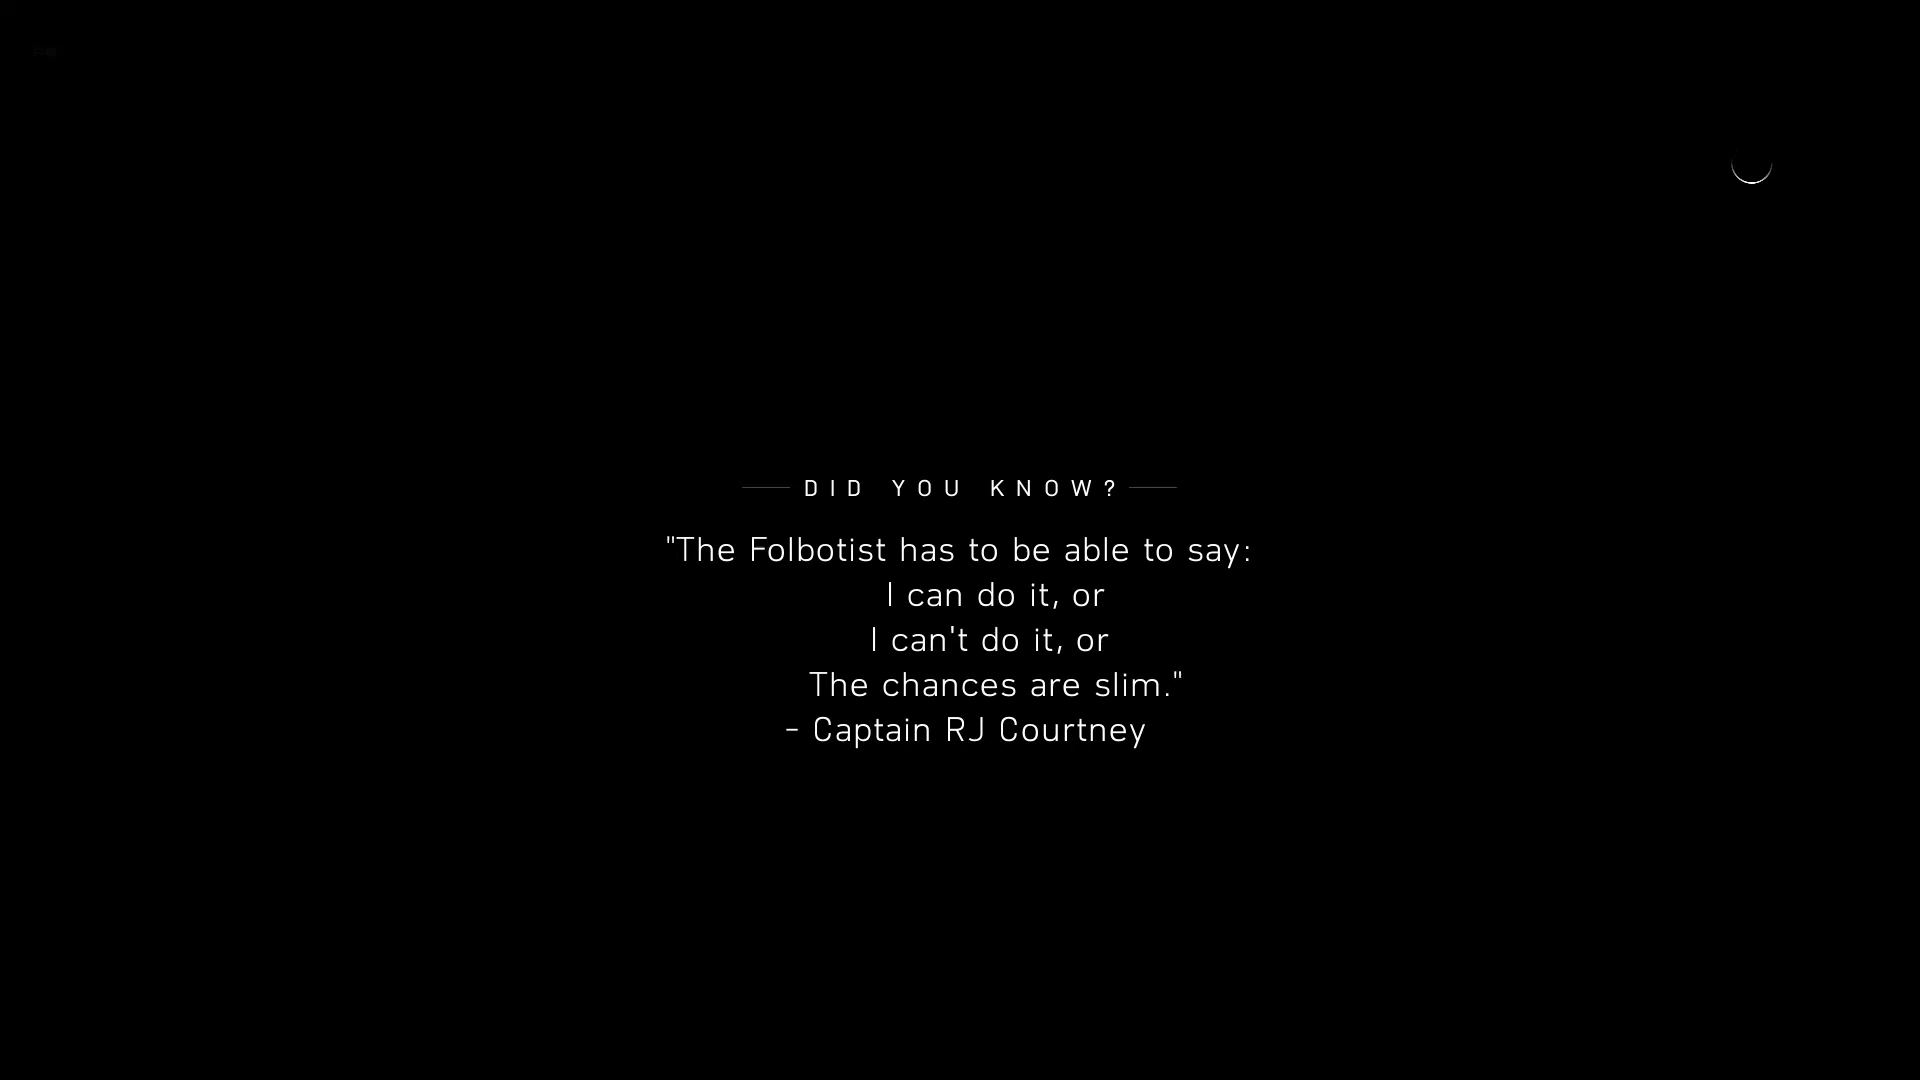 DID YOU KNOW?
"The Folbotist has to be able to say:
I can do it, or
I can't do it, or
The chances are slim."
- Captain RJ Courtney